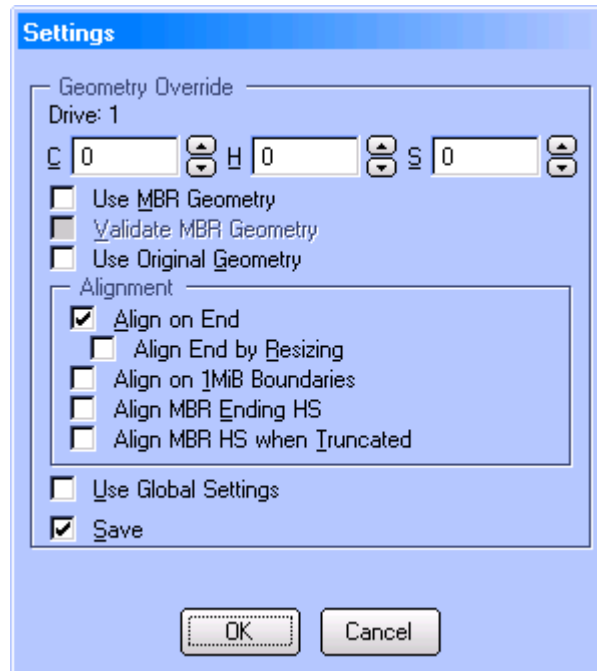 Settings
Geometry Override
Drive: 1
C 0 H 0 S 0
Use MBR Geometry
Validate MBR Geometry
Use Original Geometry
Alignment
Align on End
Align End by Resizing
Align on 1MiB Boundaries
Align MBR Ending HS
Align MBR HS when Truncated
Use Global Settings
Save
OK Cancel